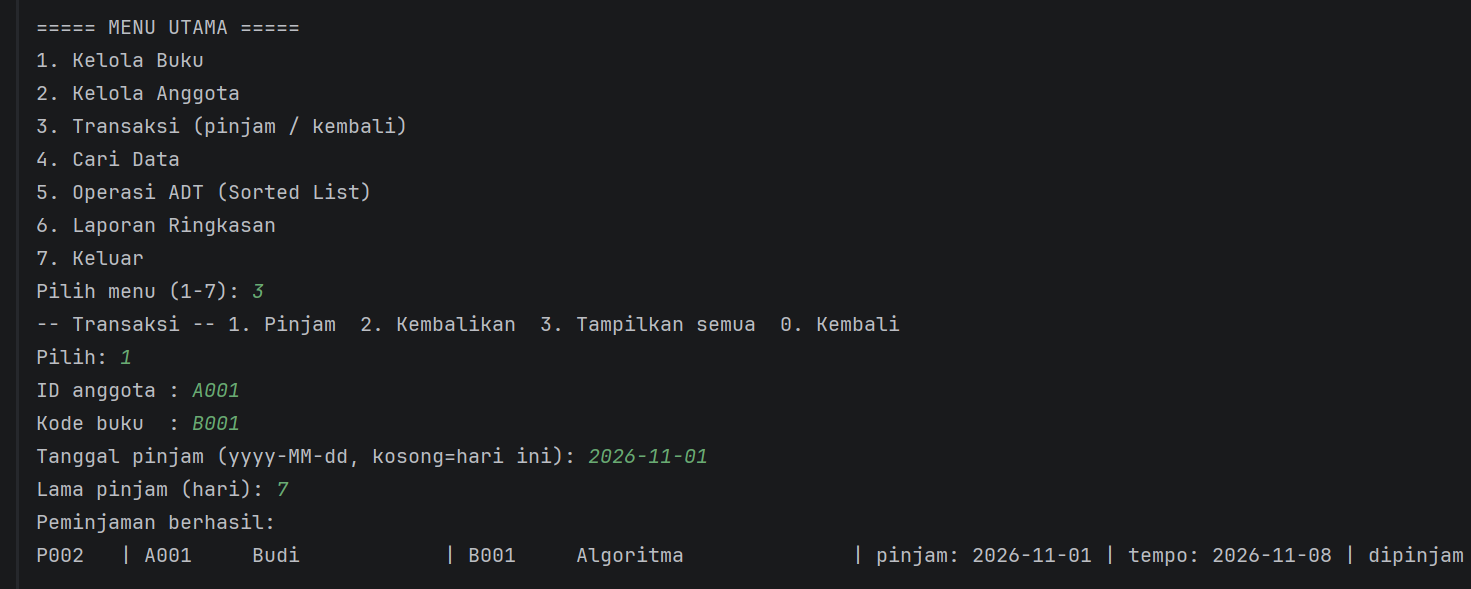 ===== MENU UTAMA =====
1. Kelola Buku
2. Kelola Anggota
3. Transaksi (pinjam / kembali)
4. Cari Data
5. Operasi ADT (Sorted List)
6. Laporan Ringkasan
7. Keluar
Pilih menu (1-7): 3
-- Transaksi -- 1. Pinjam  2. Kembalikan  3. Tampilkan semua  0. Kembali
Pilih: 1
ID anggota : A001
Kode buku  : B001
Tanggal pinjam (yyyy-MM-dd, kosong=hari ini): 2026-11-01
Lama pinjam (hari): 7
Peminjaman berhasil:
P002   | A001     Budi            | B001     Algoritma              | pinjam: 2026-11-01 | tempo: 2026-11-08 | dipinjam